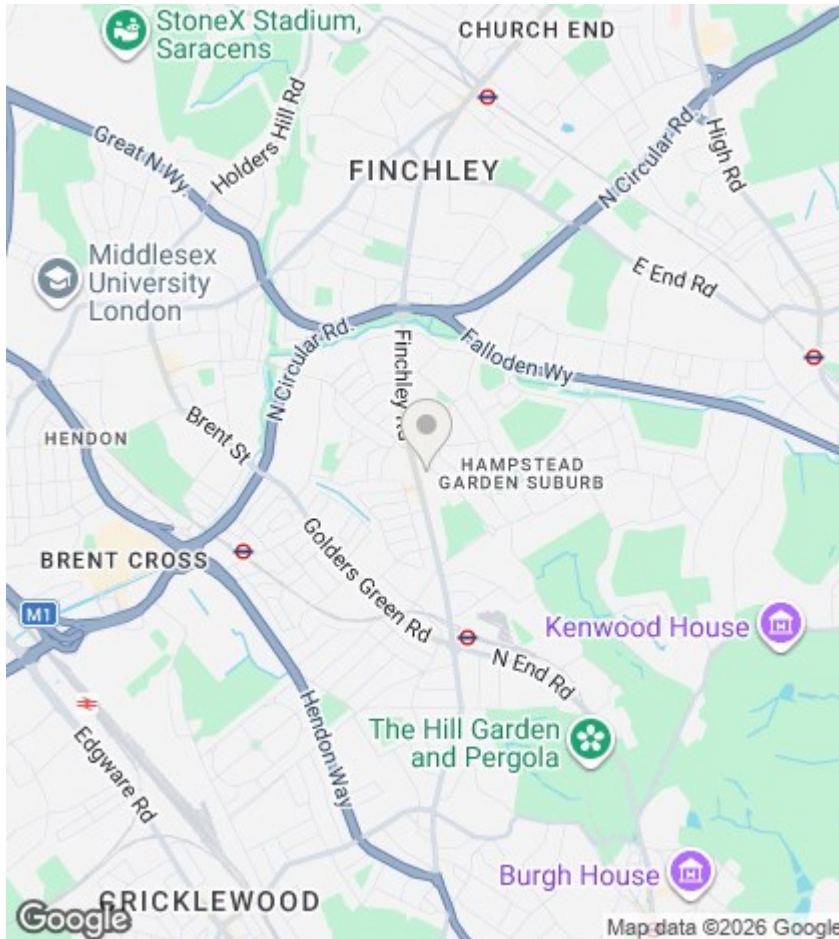 StoneX Stadium,
Saracens
CHURCH END
Great N Wy
Holders Hill Rd
FINCHLEY
N Circular Rd
High Rd
Middlesex
University
London
E End Rd
N Circular Rd.
Finchley Rd
Falloden Wy
HENDON
Brent St
HAMPSTEAD
GARDEN SUBURB
BRENT CROSS
Golders Green Rd
M1
Kenwood House
N End Rd
Hendon Way
The Hill Garden
and Pergola
Edgware Rd
Burgh House
CRICKLEWOOD
Google
Map data ©2026 Google